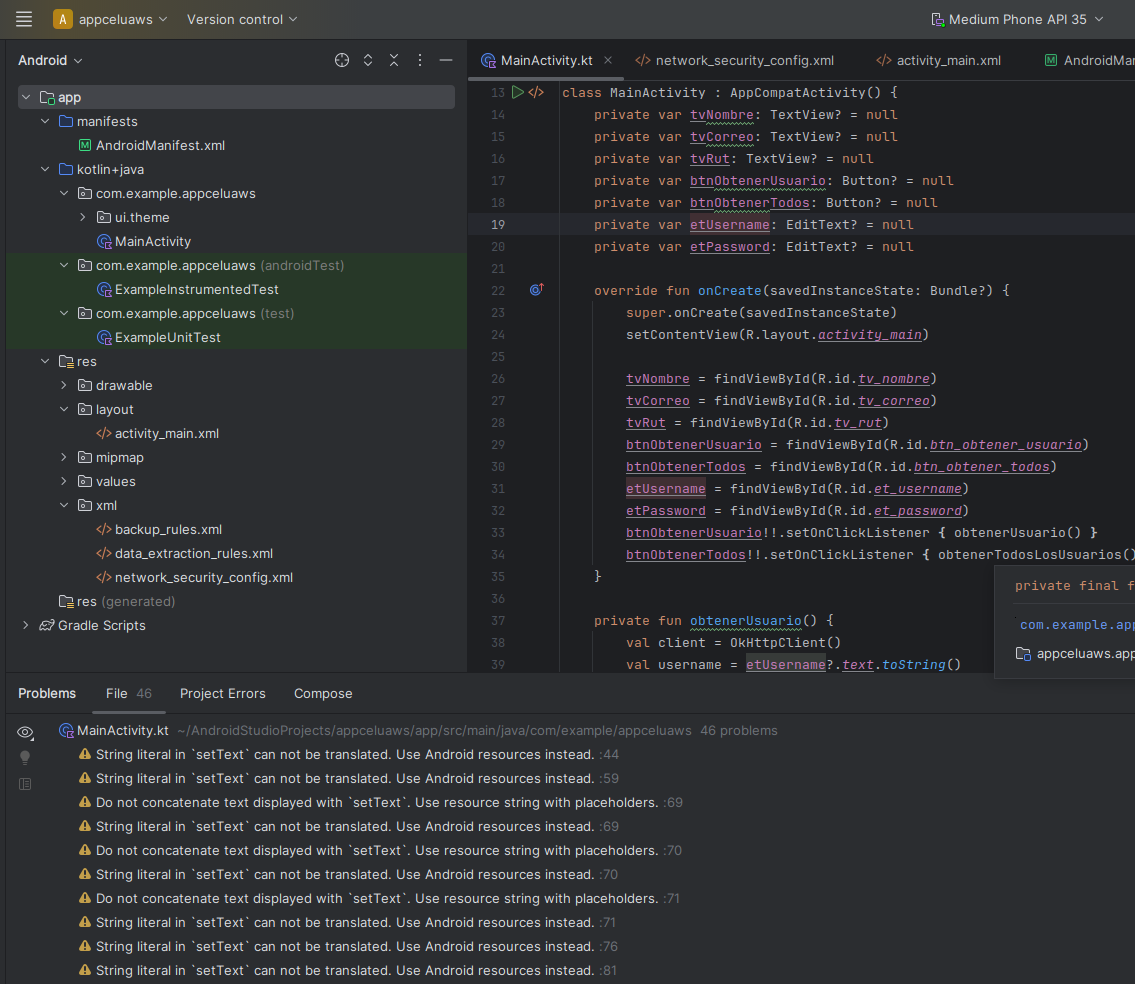 A appceluaws Version control Medium Phone API 35
Android
app
manifests
AndroidManifest.xml
kotlin+java
com.example.appceluaws
ui.theme
MainActivity
com.example.appceluaws (androidTest)
ExampleInstrumentedTest
com.example.appceluaws (test)
ExampleUnitTest
res
drawable
layout
activity_main.xml
mipmap
values
xml
backup_rules.xml
data_extraction_rules.xml
network_security_config.xml
res (generated)
Gradle Scripts
MainActivity.kt network_security_config.xml activity_main.xml AndroidMan
13 class MainActivity : AppCompatActivity() {
14 private var tvNombre: TextView? = null
15 private var tvCorreo: TextView? = null
16 private var tvRut: TextView? = null
17 private var btnObtenerUsuario: Button? = null
18 private var btnObtenerTodos: Button? = null
19 private var etUsername: EditText? = null
20 private var etPassword: EditText? = null
21
22 override fun onCreate(savedInstanceState: Bundle?) {
23 super.onCreate(savedInstanceState)
24 setContentView(R.layout.activity_main)
25
26 tvNombre = findViewById(R.id.tv_nombre)
27 tvCorreo = findViewById(R.id.tv_correo)
28 tvRut = findViewById(R.id.tv_rut)
29 btnObtenerUsuario = findViewById(R.id.btn_obtener_usuario)
30 btnObtenerTodos = findViewById(R.id.btn_obtener_todos)
31 etUsername = findViewById(R.id.et_username)
32 etPassword = findViewById(R.id.et_password)
33 btnObtenerUsuario!!.setOnClickListener { obtenerUsuario() }
34 btnObtenerTodos!!.setOnClickListener { obtenerTodosLosUsuarios()
35 }
36
37 private fun obtenerUsuario() {
38 val client = OkHttpClient()
39 val username = etUsername?.text.toString()
private final f
com.example.app
appceluaws.app
Problems File 46 Project Errors Compose
MainActivity.kt ~/AndroidStudioProjects/appceluaws/app/src/main/java/com/example/appceluaws 46 problems
String literal in `setText` can not be translated. Use Android resources instead. :44
String literal in `setText` can not be translated. Use Android resources instead. :59
Do not concatenate text displayed with `setText`. Use resource string with placeholders. :69
String literal in `setText` can not be translated. Use Android resources instead. :69
Do not concatenate text displayed with `setText`. Use resource string with placeholders. :70
String literal in `setText` can not be translated. Use Android resources instead. :70
Do not concatenate text displayed with `setText`. Use resource string with placeholders. :71
String literal in `setText` can not be translated. Use Android resources instead. :71
String literal in `setText` can not be translated. Use Android resources instead. :76
String literal in `setText` can not be translated. Use Android resources instead. :81